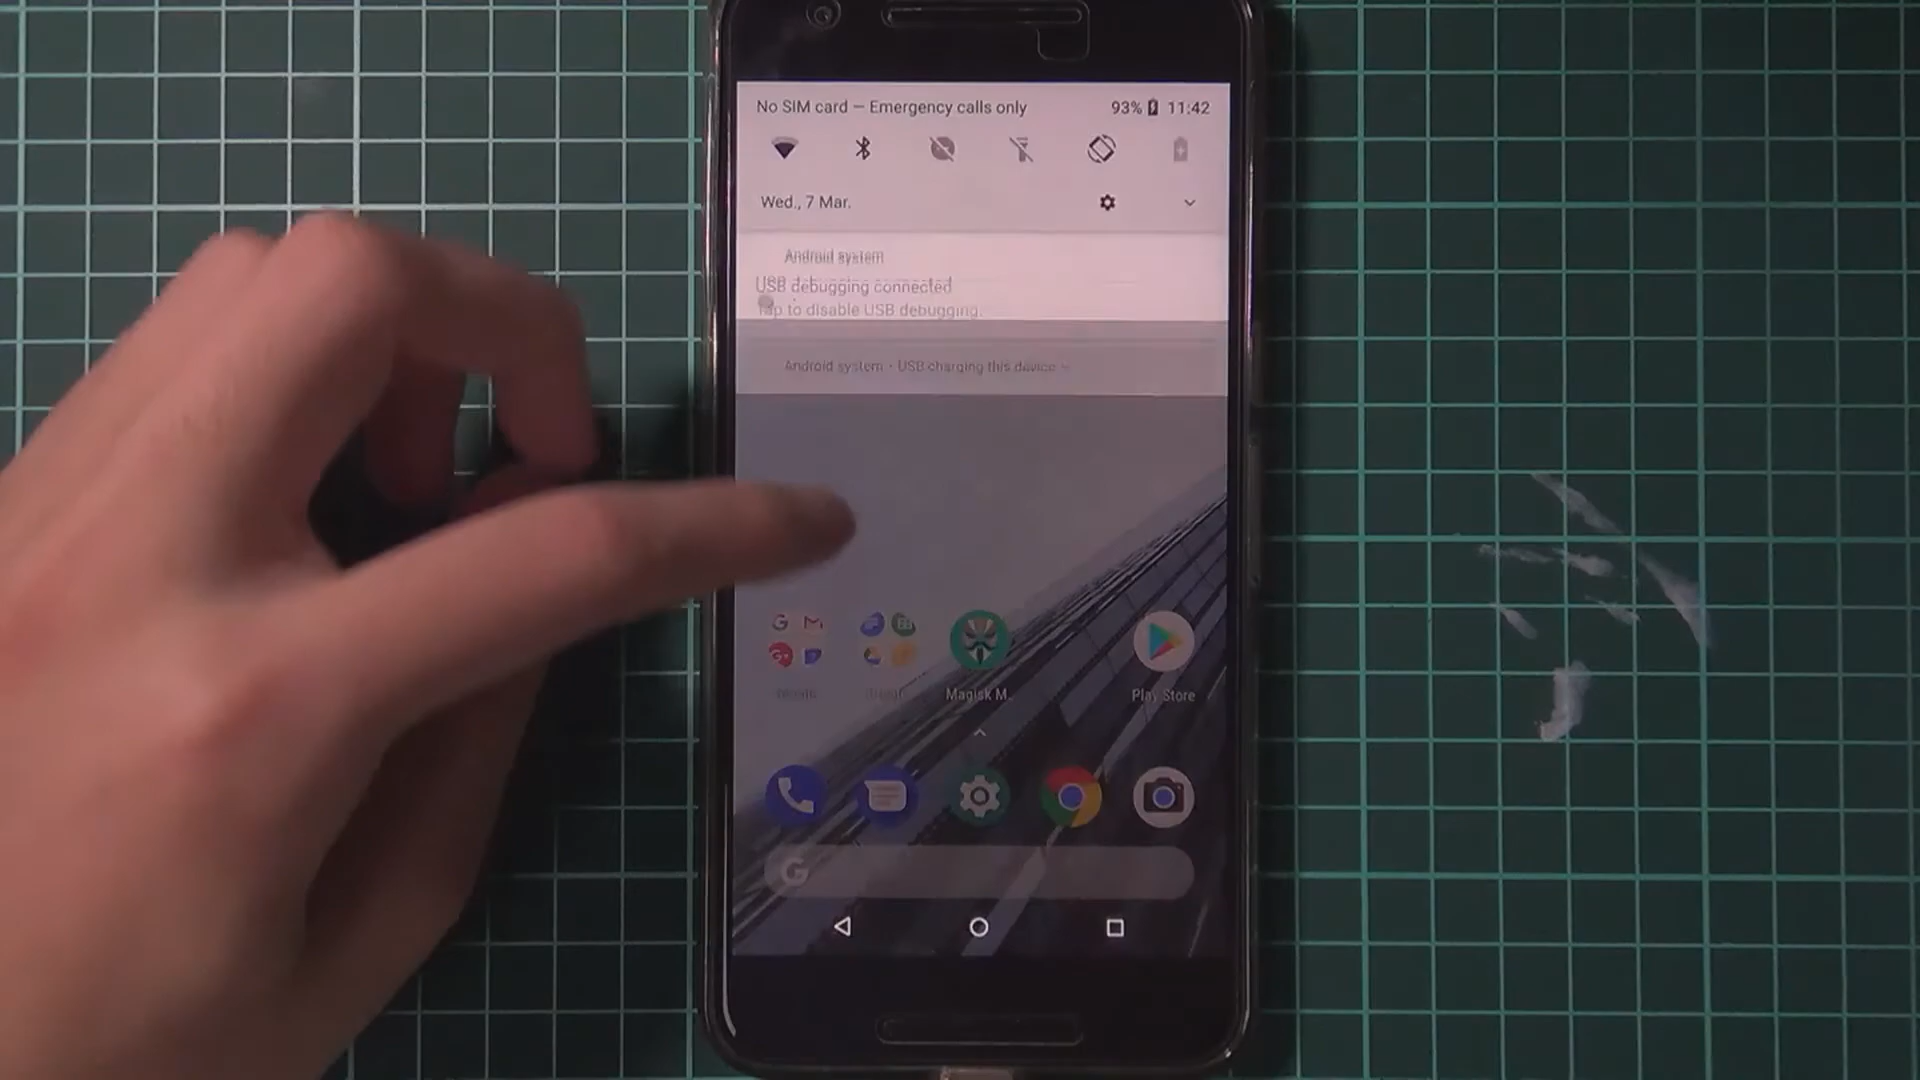 No SIM card — Emergency calls only 93% 11:42
Wed., 7 Mar.
Android system
USB debugging connected
Tap to disable USB debugging.
Android system · USB charging this device
Magisk M..
Play Store